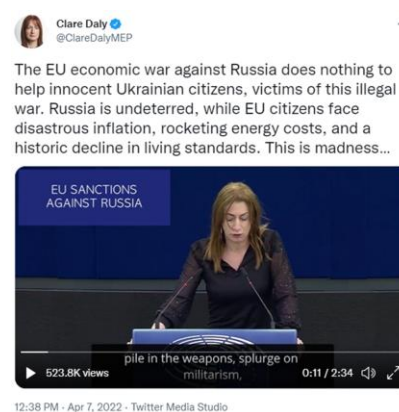 Clare Daly
@ClareDalyMEP
The EU economic war against Russia does nothing to
help innocent Ukrainian citizens, victims of this illegal
war. Russia is undeterred, while EU citizens face
disastrous inflation, rocketing energy costs, and a
historic decline in living standards. This is madness...
EU SANCTIONS
AGAINST RUSSIA
pile in the weapons, splurge on
militarism,
523.8K views
0:11 / 2:34
12:38 PM · Apr 7, 2022 · Twitter Media Studio